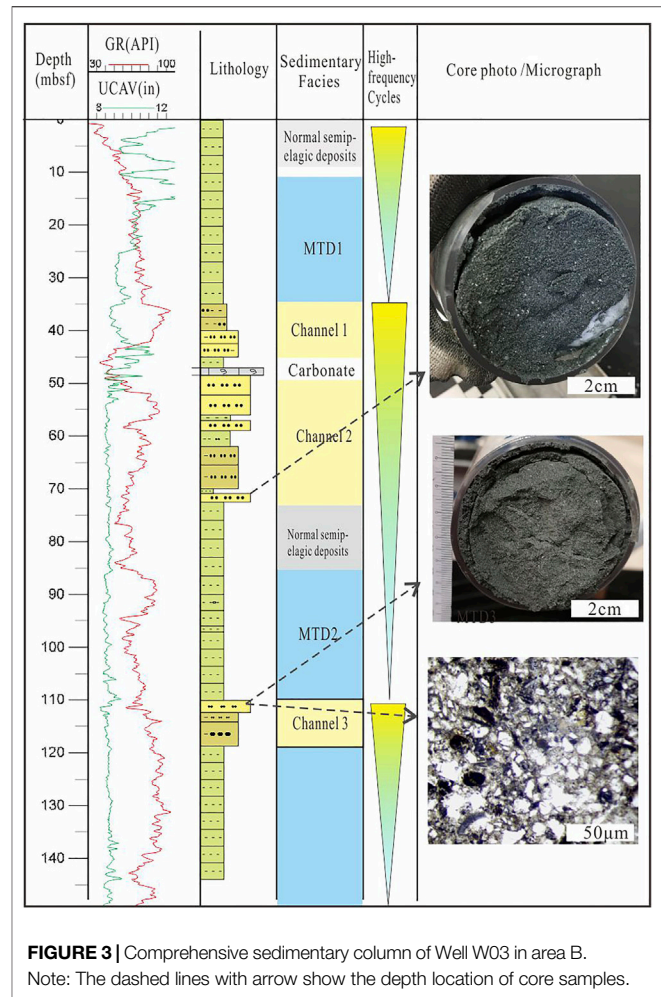 Depth
(mbsf)
GR(API)
30 100
UCAV(in)
8 12
Lithology
Sedimentary
Facies
High-
frequency
Cycles
Core photo /Micrograph
0
10
20
30
40
50
60
70
80
90
100
110
120
130
140
Normal semip-
elagic deposits
MTD1
Channel 1
Carbonate
Channel 2
Normal semip-
elagic deposits
MTD2
Channel 3
2cm
2cm
MTD3
50μm
FIGURE 3 | Comprehensive sedimentary column of Well W03 in area B.
Note: The dashed lines with arrow show the depth location of core samples.